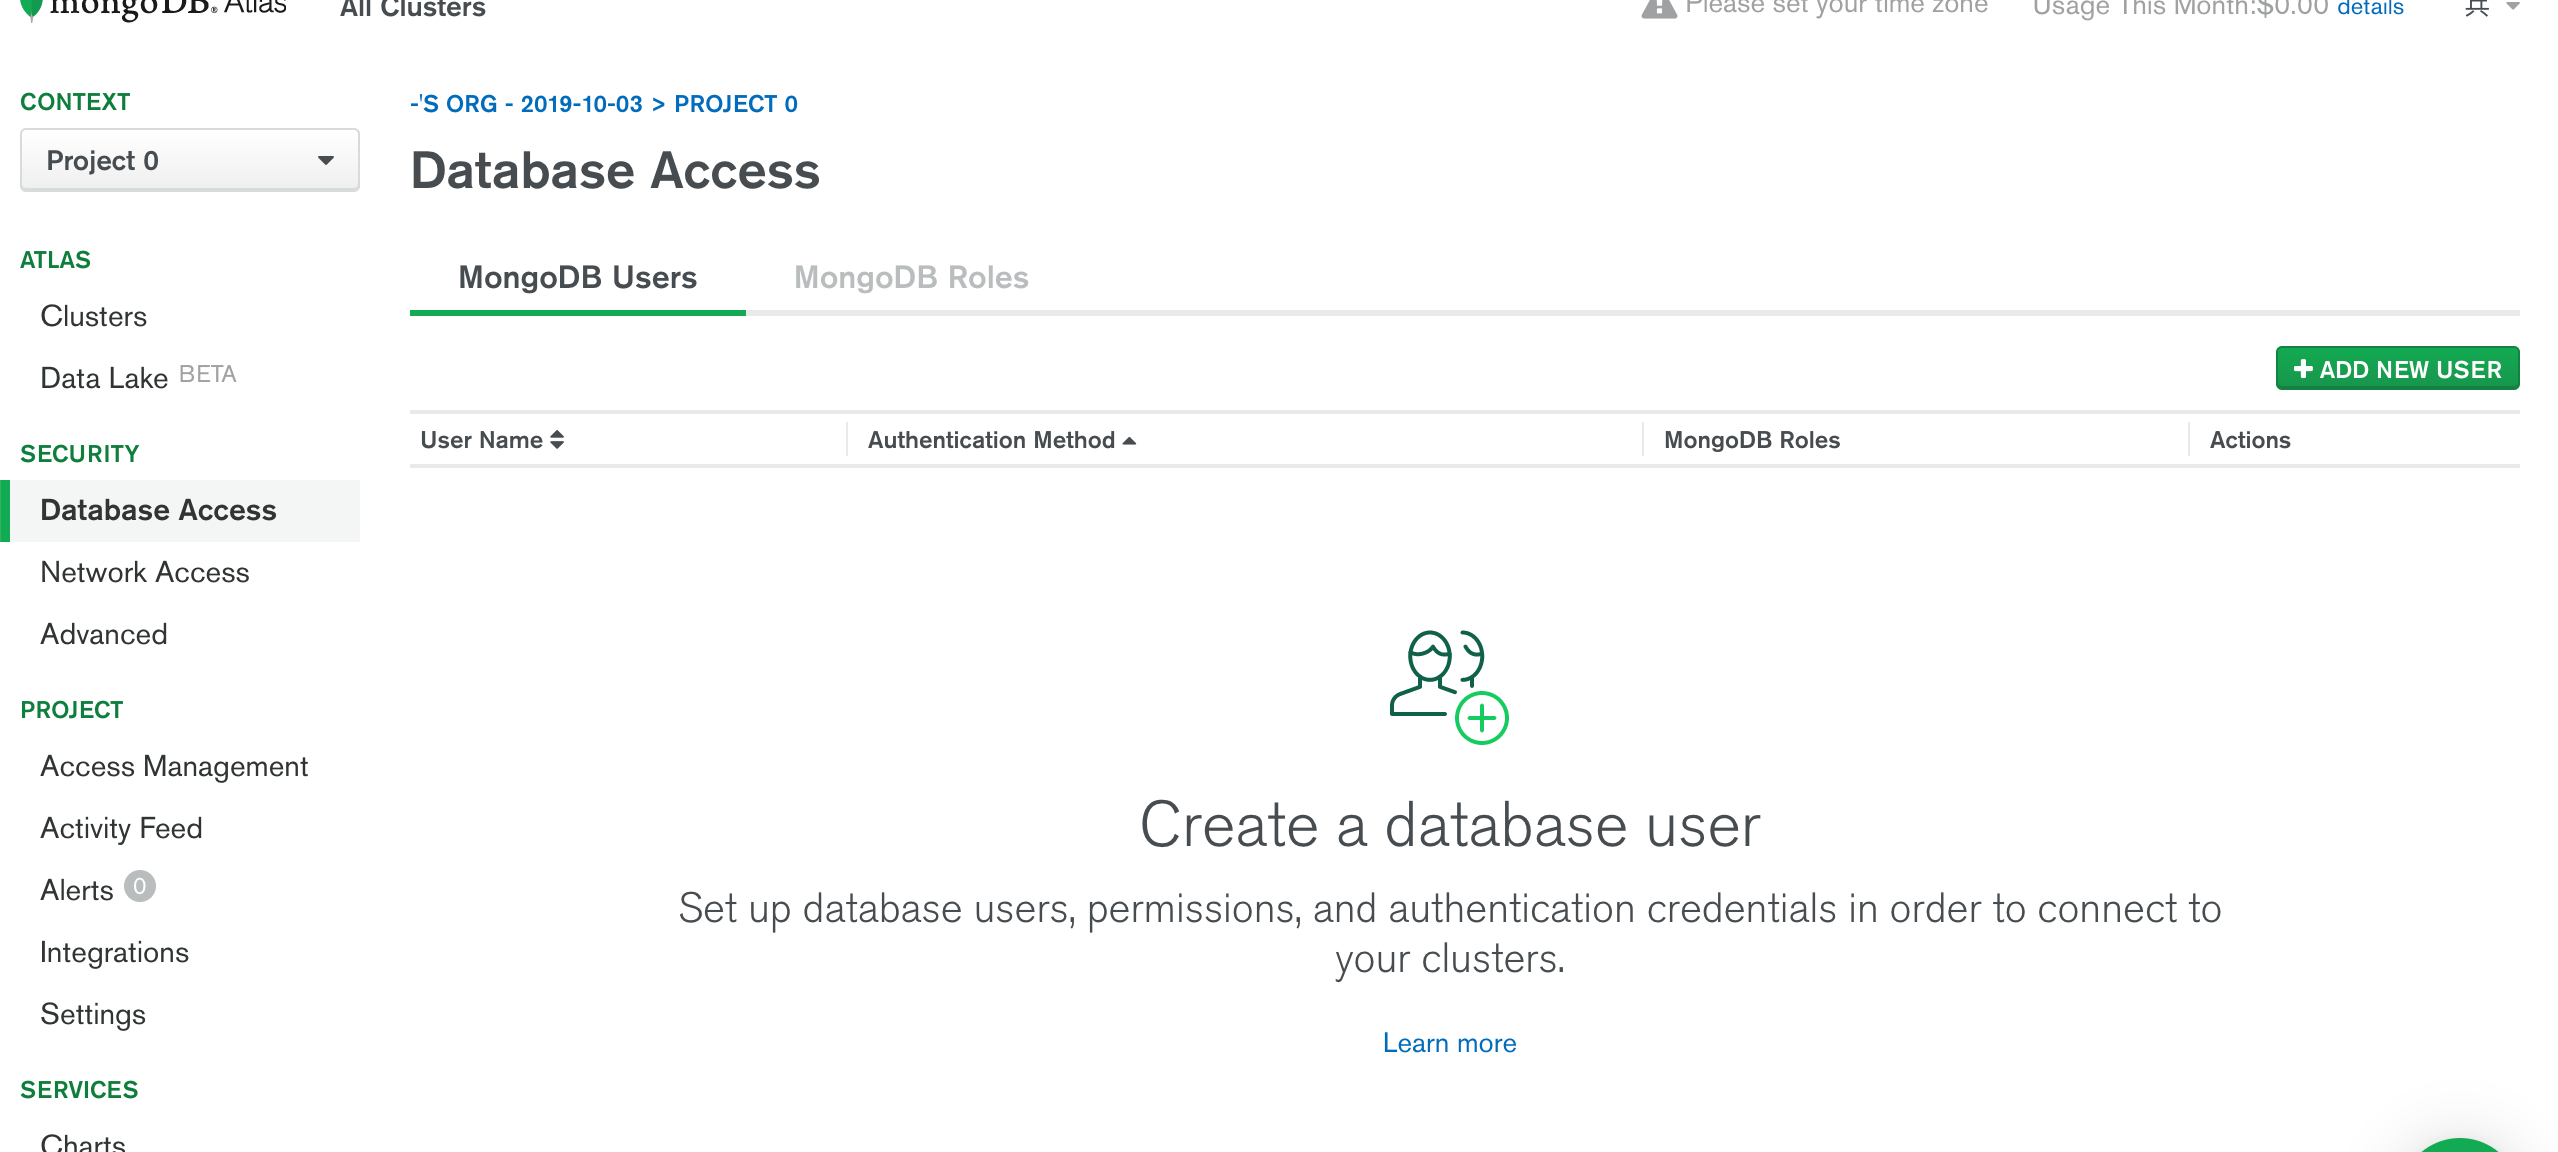 mongoDB. Atlas
All Clusters
Please set your time zone
Usage This Month:$0.00 details
兵
CONTEXT
Project 0
ATLAS
Clusters
Data Lake BETA
SECURITY
Database Access
Network Access
Advanced
PROJECT
Access Management
Activity Feed
Alerts 0
Integrations
Settings
SERVICES
Charts
-'S ORG - 2019-10-03 > PROJECT 0
Database Access
MongoDB Users
MongoDB Roles
ADD NEW USER
User Name
Authentication Method
MongoDB Roles
Actions
Create a database user
Set up database users, permissions, and authentication credentials in order to connect to
your clusters.
Learn more